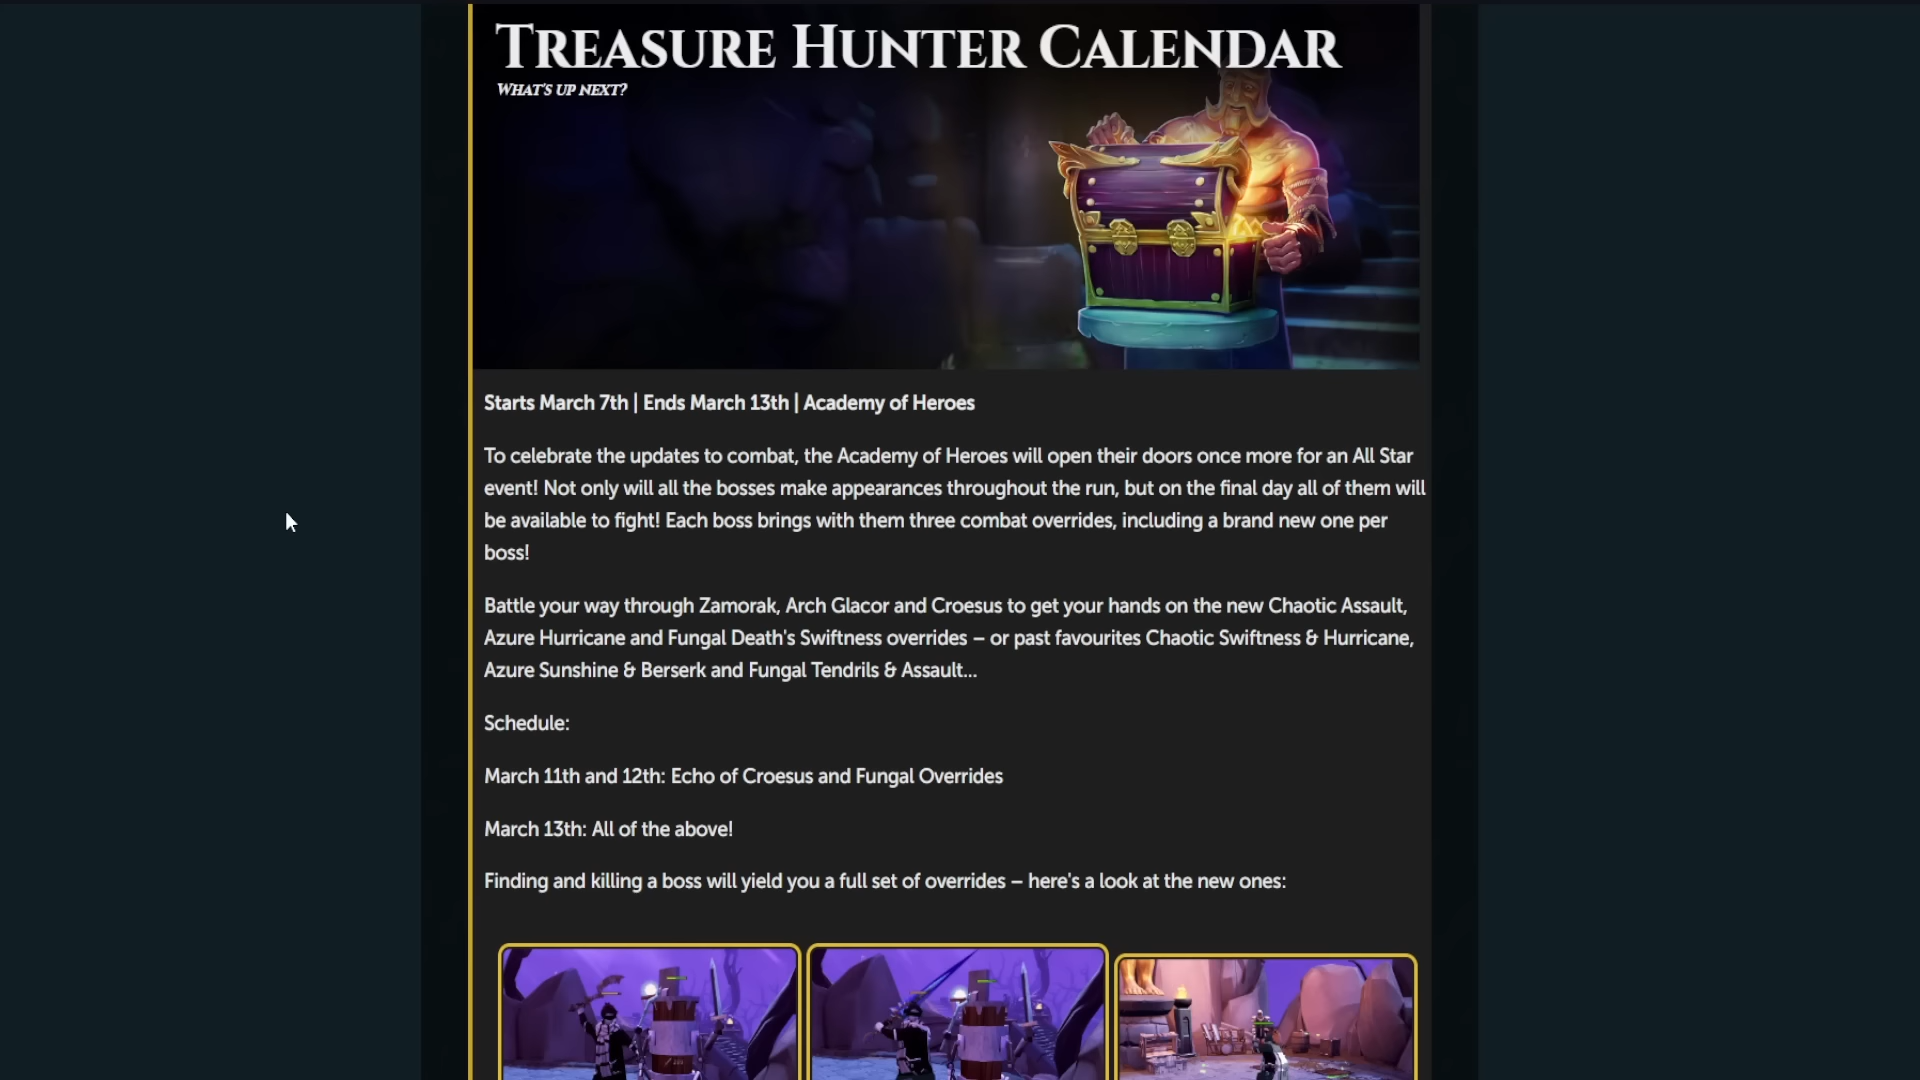 TREASURE HUNTER CALENDAR
WHAT'S UP NEXT?
Starts March 7th | Ends March 13th | Academy of Heroes
To celebrate the updates to combat, the Academy of Heroes will open their doors once more for an All Star
event! Not only will all the bosses make appearances throughout the run, but on the final day all of them will
be available to fight! Each boss brings with them three combat overrides, including a brand new one per
boss!
Battle your way through Zamorak, Arch Glacor and Croesus to get your hands on the new Chaotic Assault,
Azure Hurricane and Fungal Death's Swiftness overrides – or past favourites Chaotic Swiftness & Hurricane,
Azure Sunshine & Berserk and Fungal Tendrils & Assault...
Schedule:
March 11th and 12th: Echo of Croesus and Fungal Overrides
March 13th: All of the above!
Finding and killing a boss will yield you a full set of overrides – here's a look at the new ones: